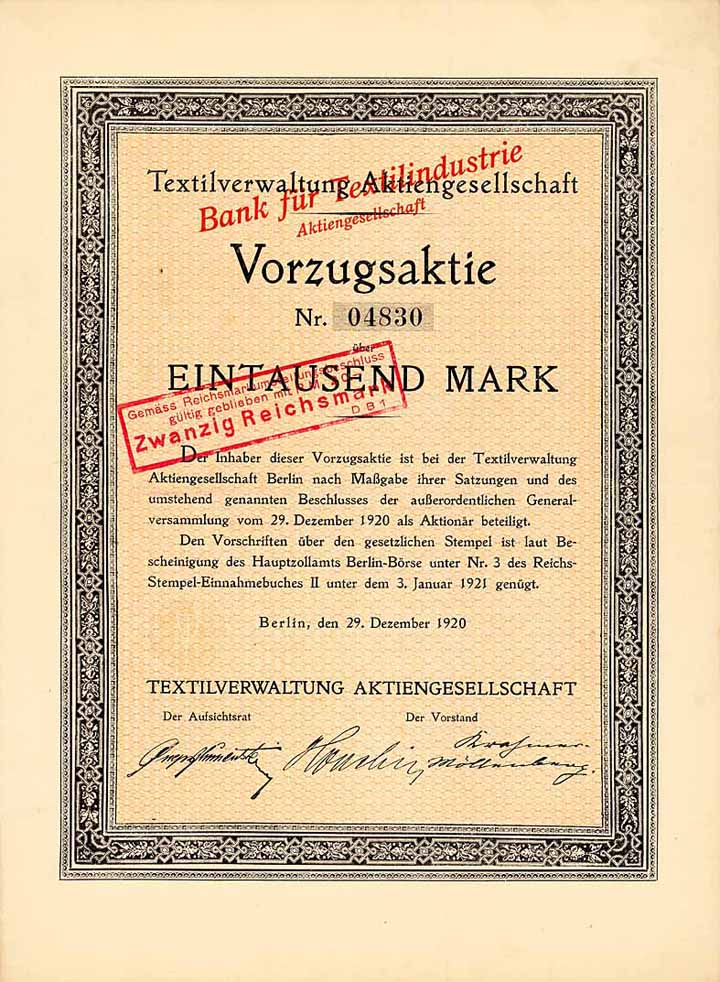 Textilverwaltung Aktiengesellschaft
Bank für Textilindustrie
Aktiengesellschaft
Vorzugsaktie
Nr. 04830
über
EINTAUSEND MARK
Gemäss Reichsmarkumstellungsbeschluss
gültig geblieben mit
Zwanzig Reichsmark
D B 1
Der Inhaber dieser Vorzugsaktie ist bei der Textilverwaltung
Aktiengesellschaft Berlin nach Maßgabe ihrer Satzungen und des
umstehend genannten Beschlusses der außerordentlichen General-
versammlung vom 29. Dezember 1920 als Aktionär beteiligt.
Den Vorschriften über den gesetzlichen Stempel ist laut Be-
scheinigung des Hauptzollamts Berlin-Börse unter Nr. 3 des Reichs-
Stempel-Einnahmebuches II unter dem 3. Januar 1921 genügt.
Berlin, den 29. Dezember 1920
TEXTILVERWALTUNG AKTIENGESELLSCHAFT
Der Aufsichtsrat
Der Vorstand